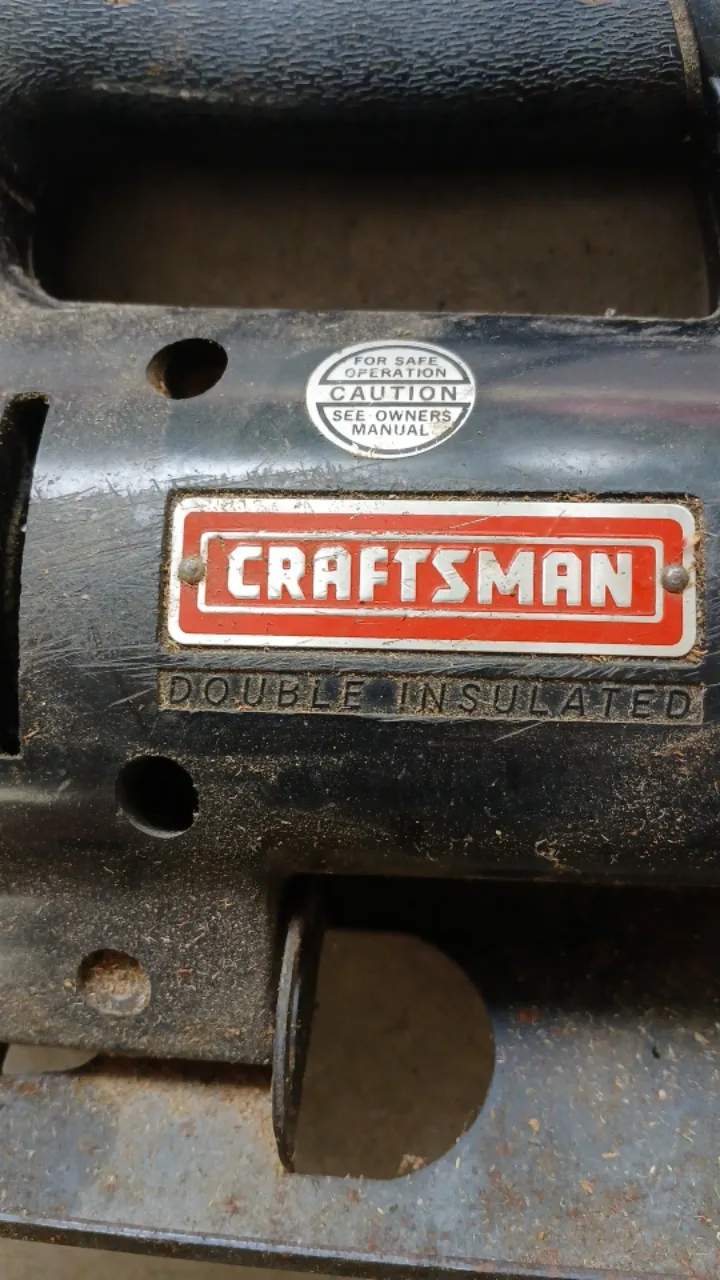 FOR SAFE
OPERATION
CAUTION
SEE OWNERS
MANUAL
CRAFTSMAN
DOUBLE INSULATED